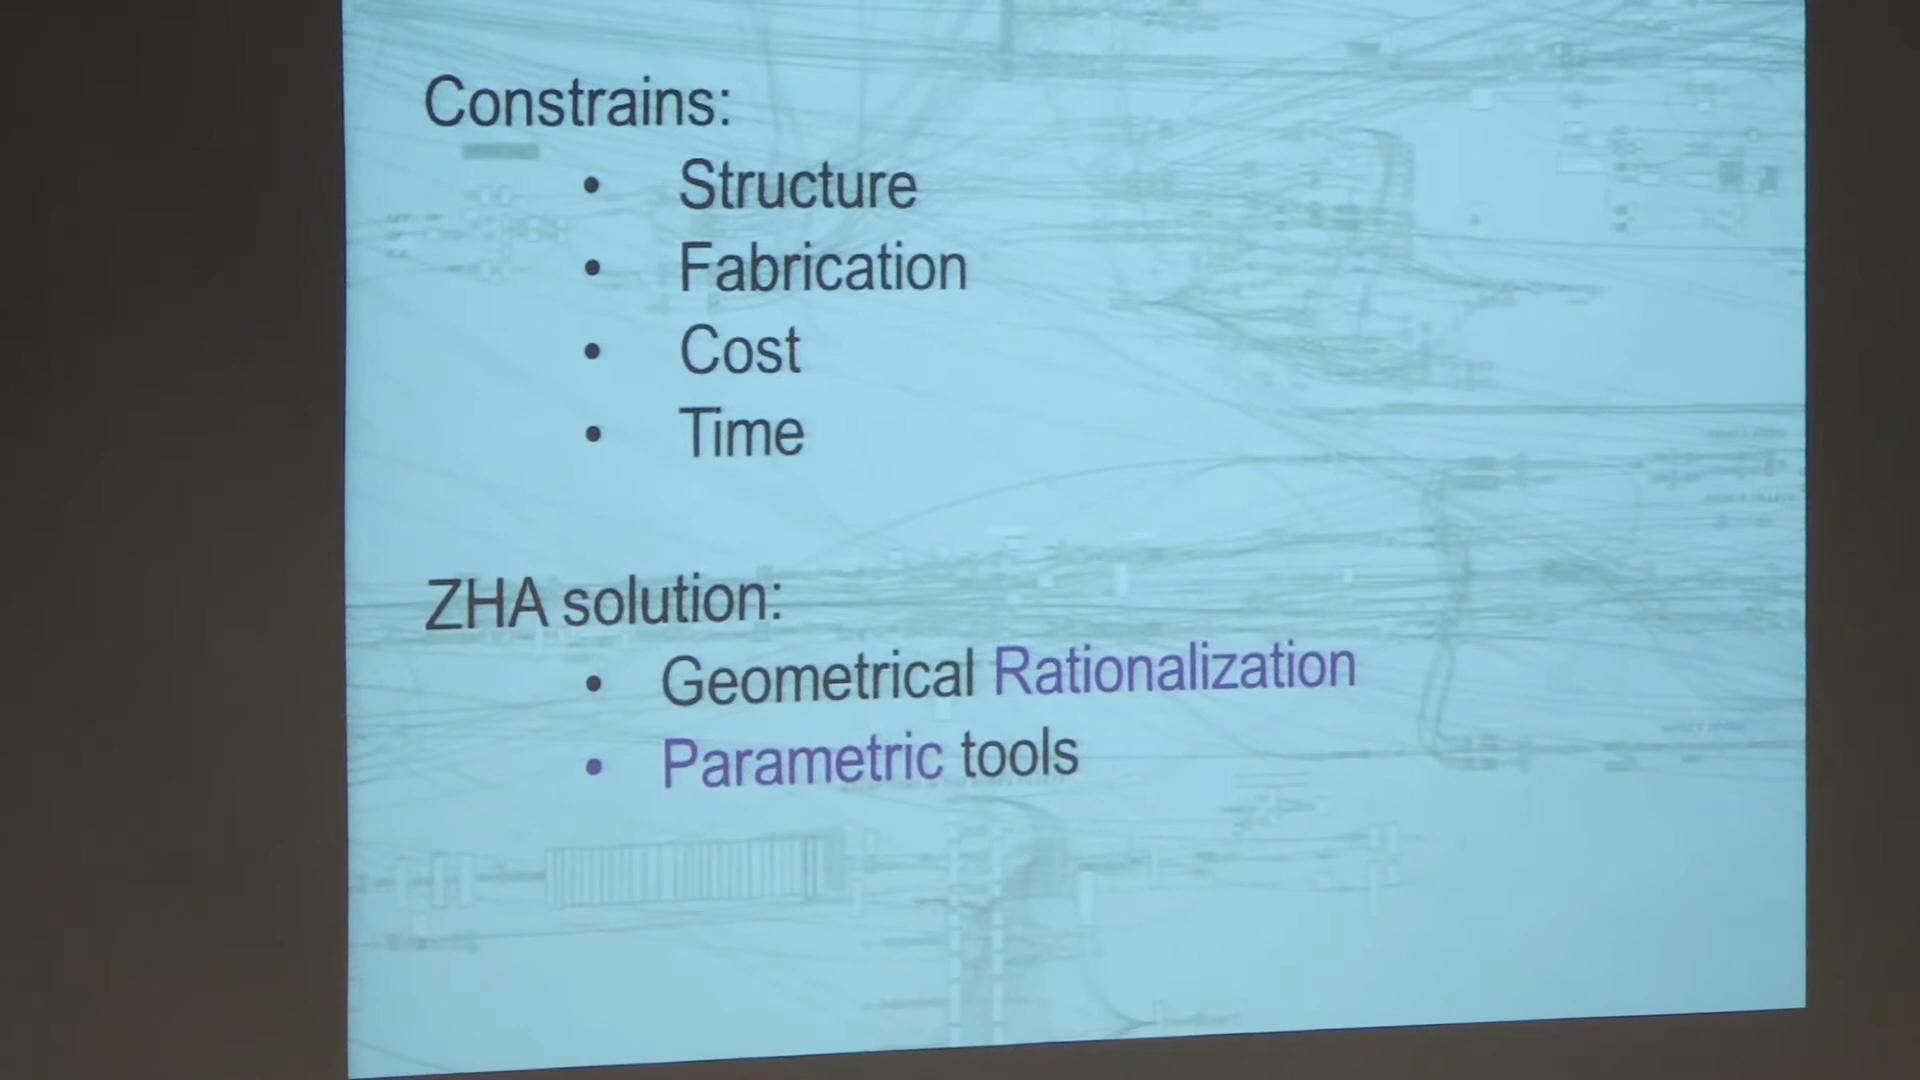 Constrains:
• Structure
• Fabrication
• Cost
• Time
ZHA solution:
• Geometrical Rationalization
• Parametric tools